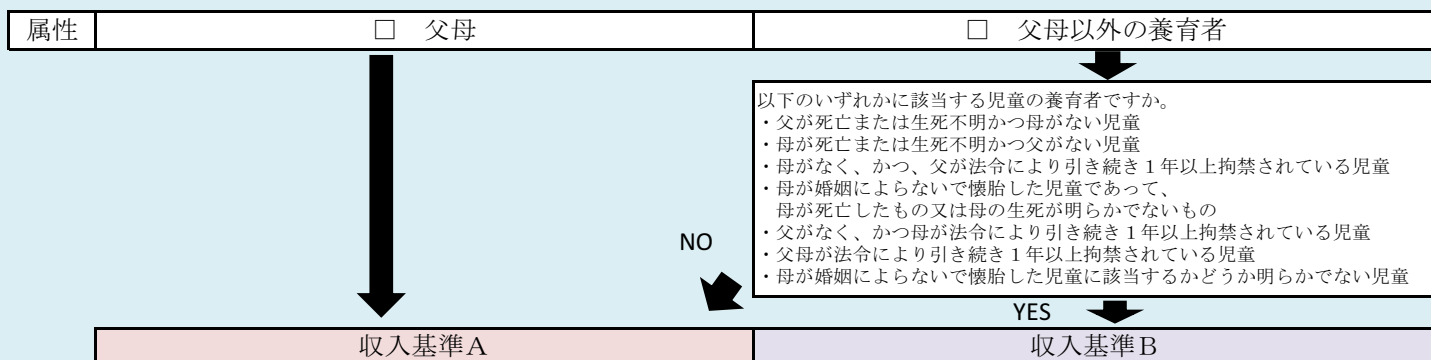 属性
□ 父母
□ 父母以外の養育者
以下のいずれかに該当する児童の養育者ですか。
・父が死亡または生死不明かつ母がない児童
・母が死亡または生死不明かつ父がない児童
・母がなく、かつ、父が法令により引き続き１年以上拘禁されている児童
・母が婚姻によらないで懐胎した児童であって、
母が死亡したもの又は母の生死が明らかでないもの
・父がなく、かつ母が法令により引き続き１年以上拘禁されている児童
・父母が法令により引き続き１年以上拘禁されている児童
・母が婚姻によらないで懐胎した児童に該当するかどうか明らかでない児童
NO
YES
収入基準Ａ
収入基準Ｂ